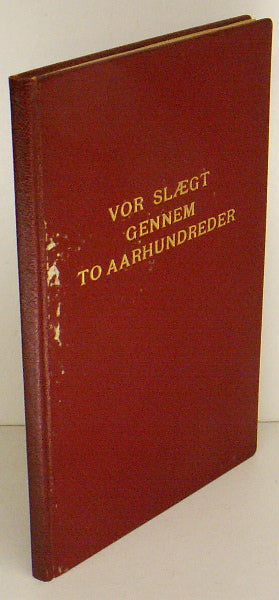 VOR SLÆGT
GENNEM
TO AARHUNDREDER